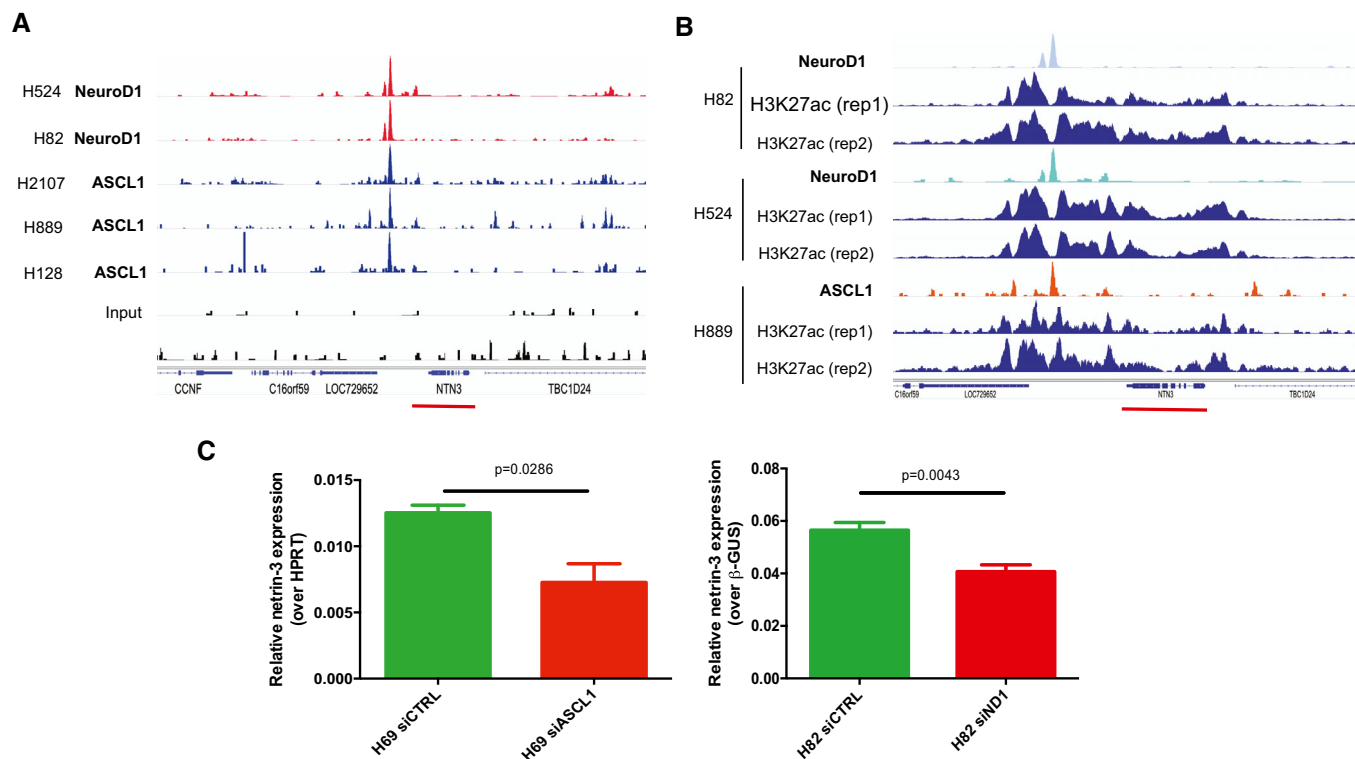 A
H524 NeuroD1
H82 NeuroD1
H2107 ASCL1
H889 ASCL1
H128 ASCL1
Input
CCNF C16orf59 LOC729652 NTN3 TBC1D24
B
NeuroD1
H82
H3K27ac (rep1)
H3K27ac (rep2)
NeuroD1
H524
H3K27ac (rep1)
H3K27ac (rep2)
ASCL1
H889
H3K27ac (rep1)
H3K27ac (rep2)
C16orf59 LOC729652 NTN3 TBC1D24
C
p=0.0286
Relative netrin-3 expression
(over HPRT)
0.015
0.010
0.005
0.000
H69 siCTRL
H69 siASCL1
p=0.0043
Relative netrin-3 expression
(over β-GUS)
0.08
0.06
0.04
0.02
0.00
H82 siCTRL
H82 siND1